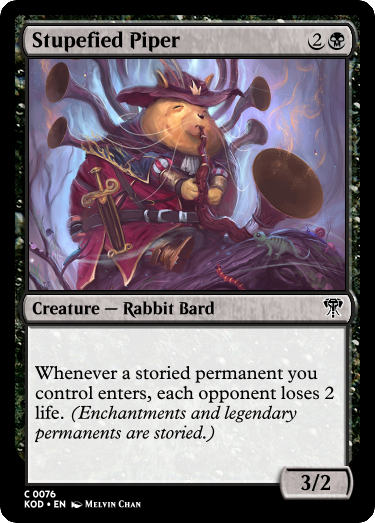 Stupefied Piper 2
Creature — Rabbit Bard
Whenever a storied permanent you
control enters, each opponent loses 2
life. (Enchantments and legendary
permanents are storied.)
3/2
C 0076
KOD • EN Melvin Chan